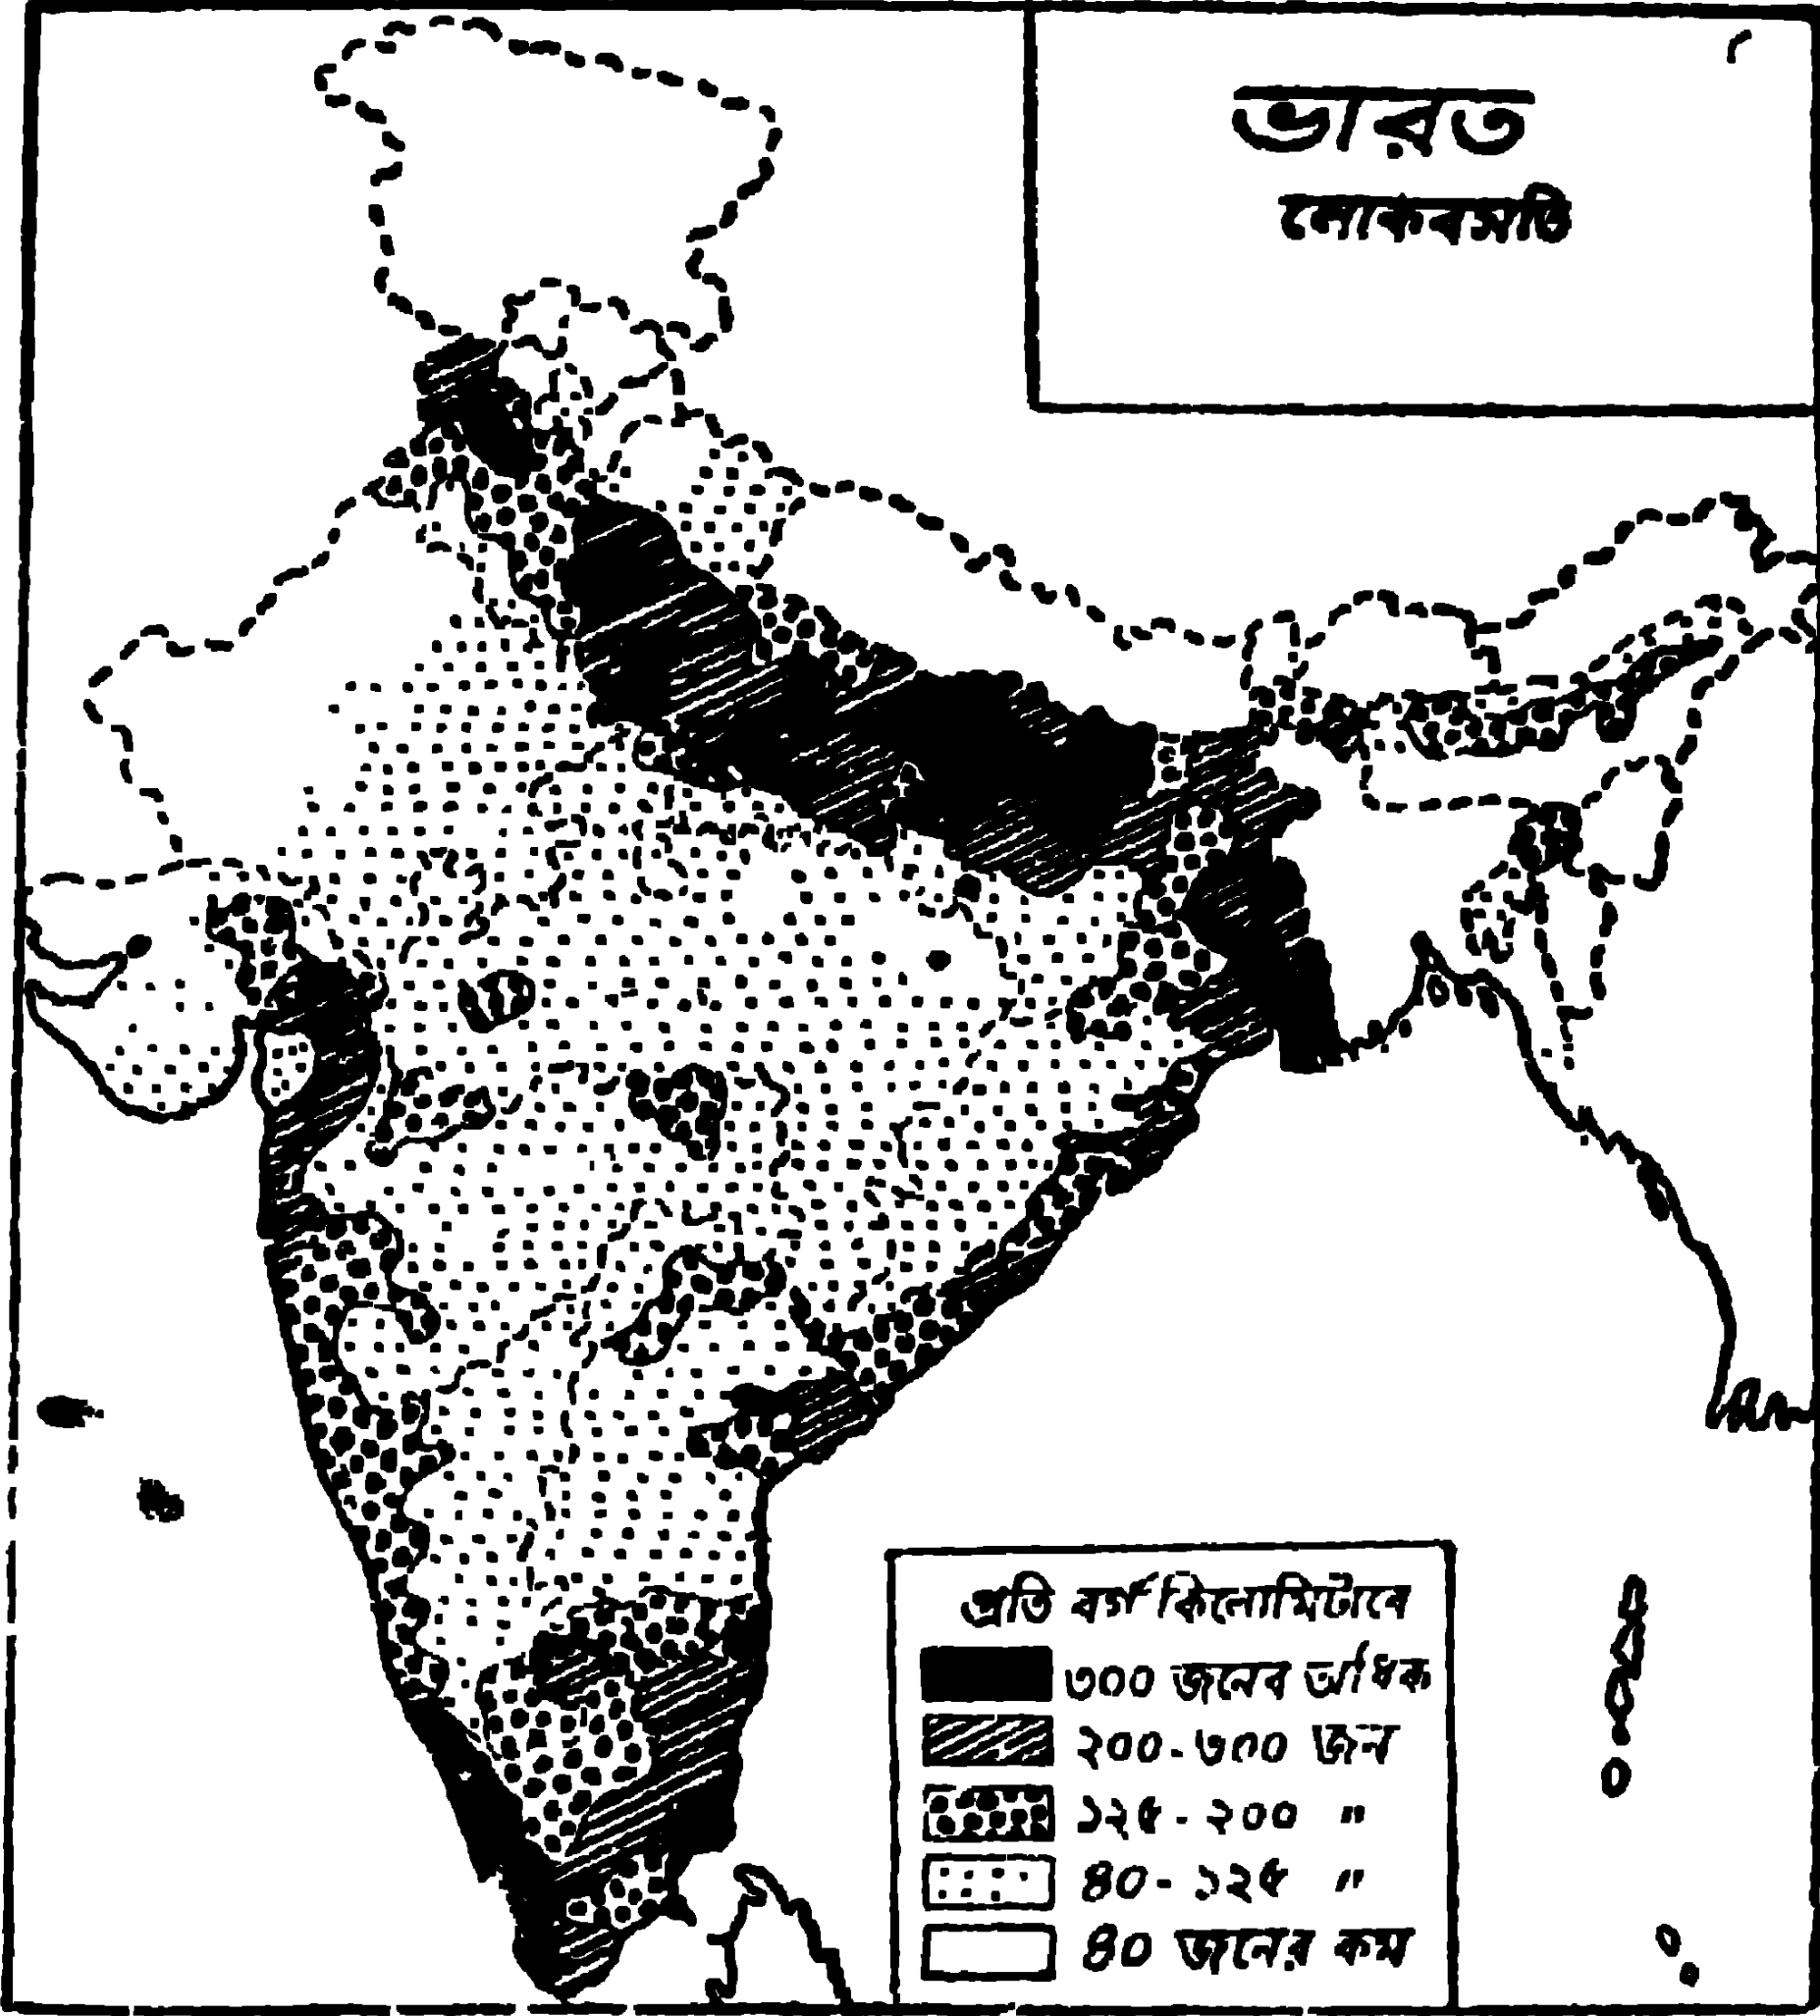 ভারত
লোকবসতি
প্রতি বর্গ কিলোমিটারে
৩০০ জনের অধিক
২০০-৩০০ জন
১২৫-২০০ "
৪০-১২৫ "
৪০ জনের কম